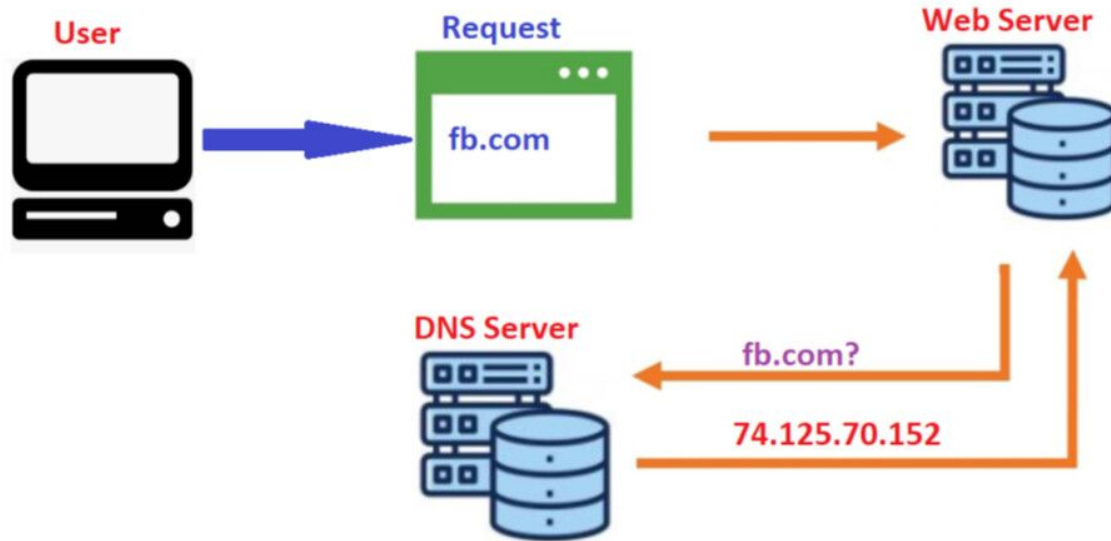 User
Request
Web Server
fb.com
DNS Server
fb.com?
74.125.70.152